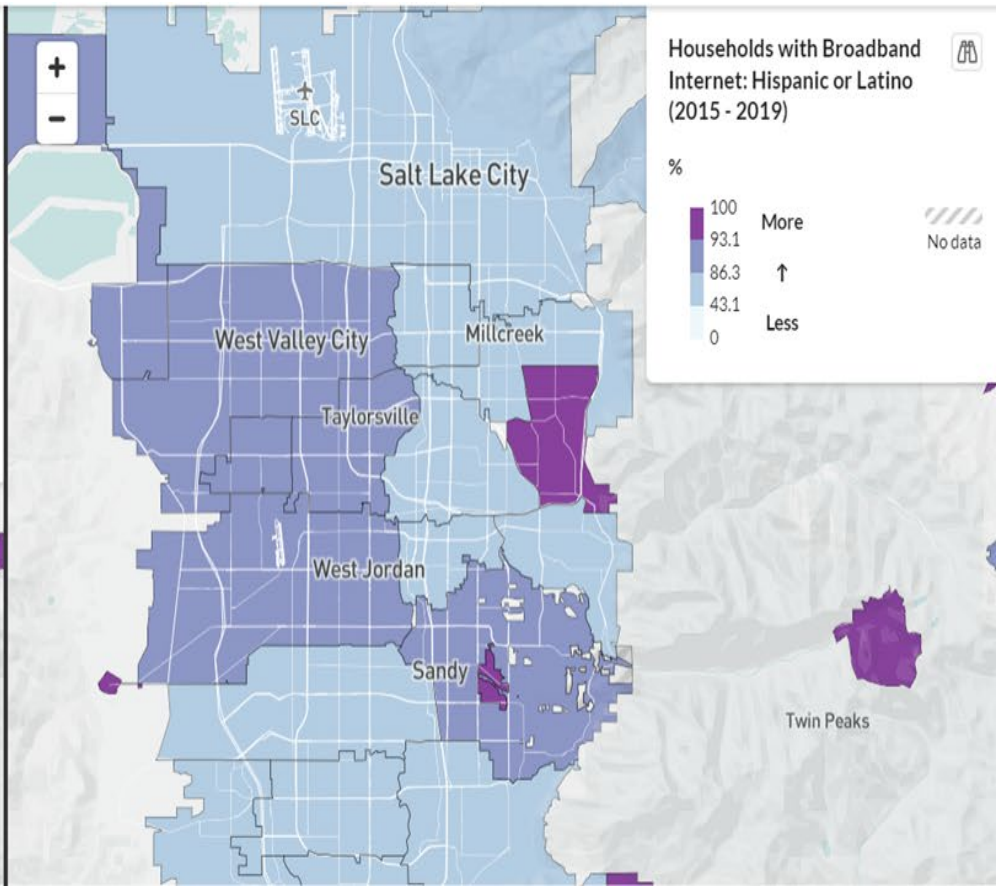 +
−
SLC
Salt Lake City
West Valley City
Millcreek
Taylorsville
West Jordan
Sandy
Twin Peaks
Households with Broadband
Internet: Hispanic or Latino
(2015 - 2019)
%
100
93.1
86.3
43.1
0
More
↑
Less
No data